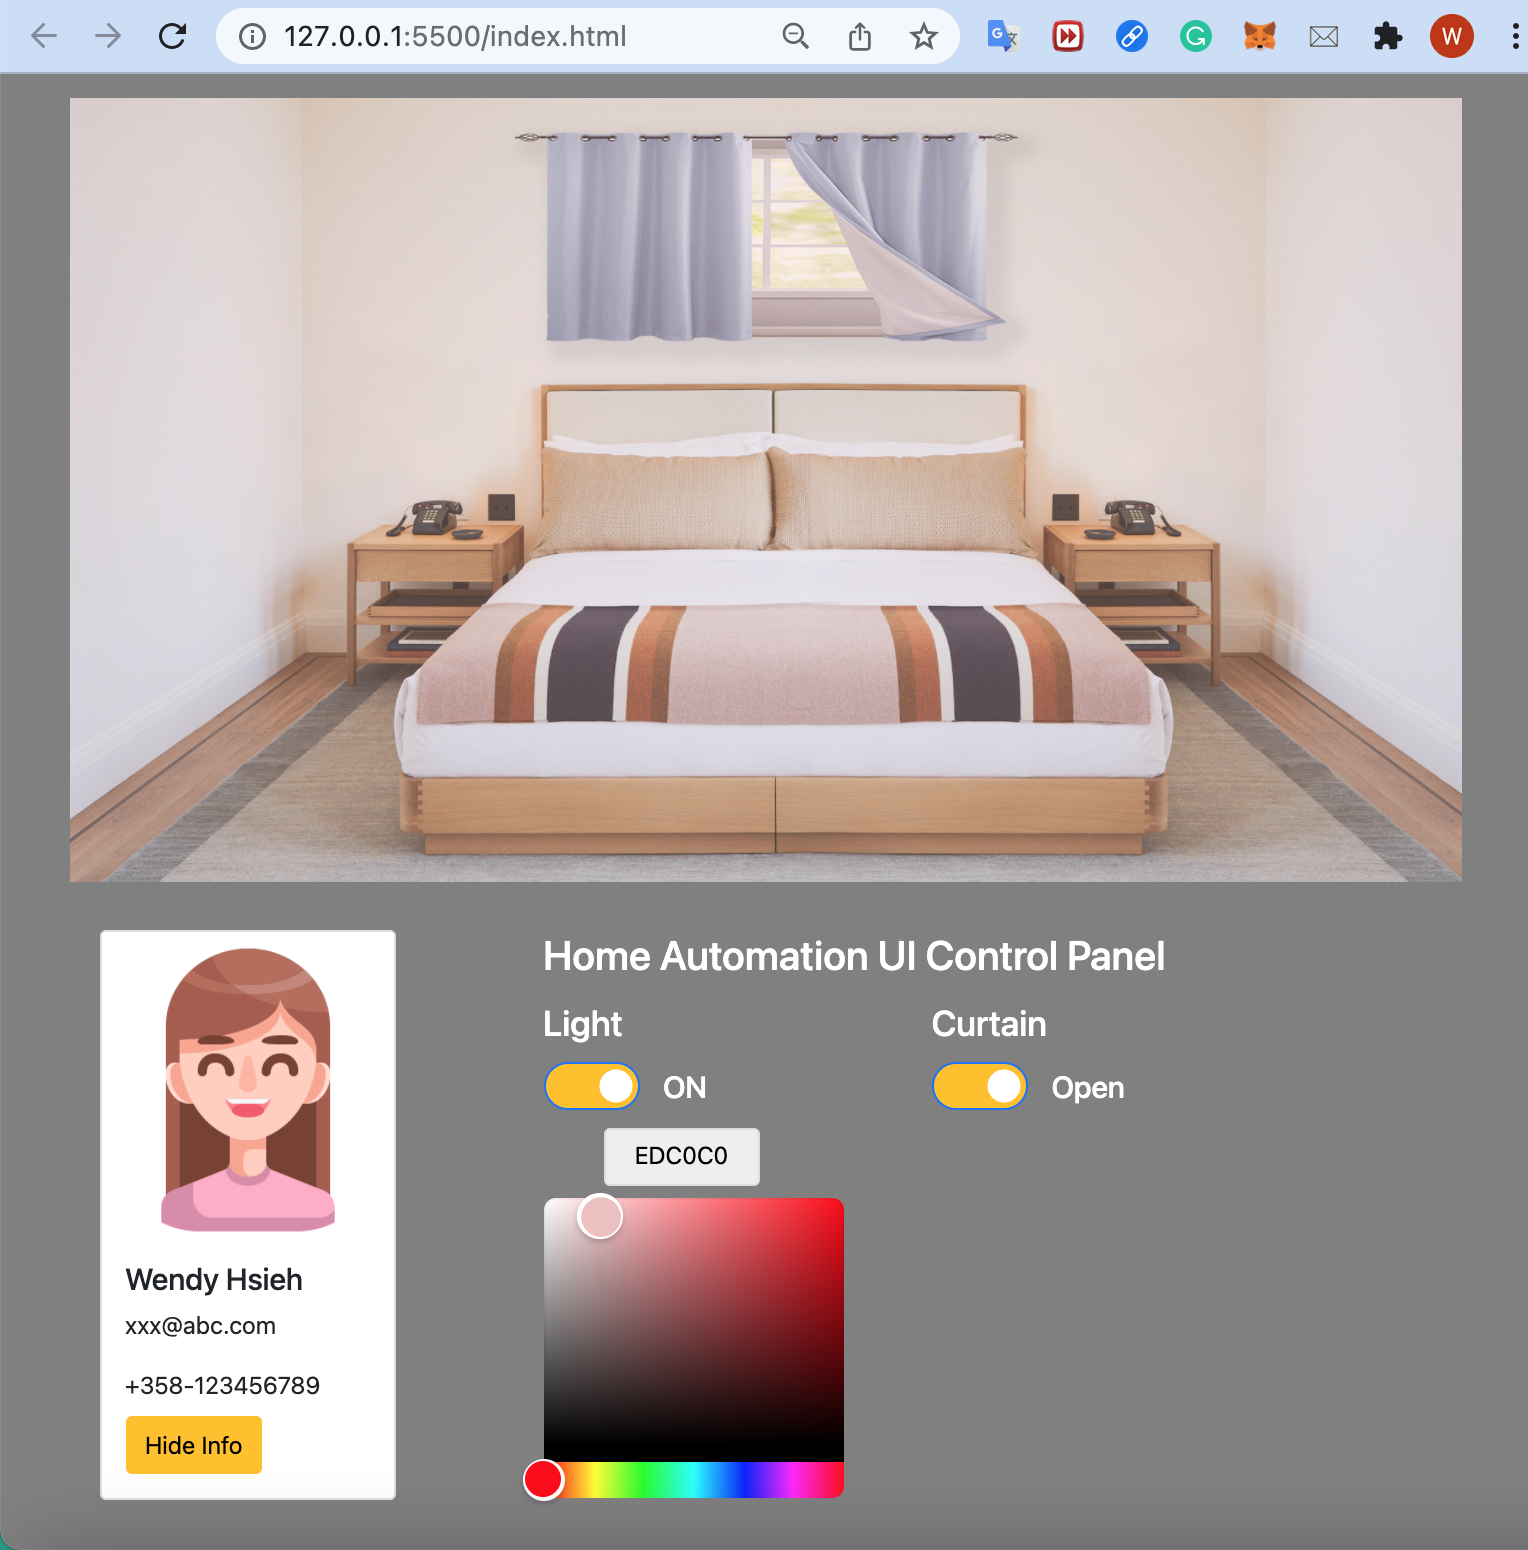 127.0.0.1:5500/index.html
W
Home Automation UI Control Panel
Light
Curtain
ON
Open
EDC0C0
Wendy Hsieh
xxx@abc.com
+358-123456789
Hide Info